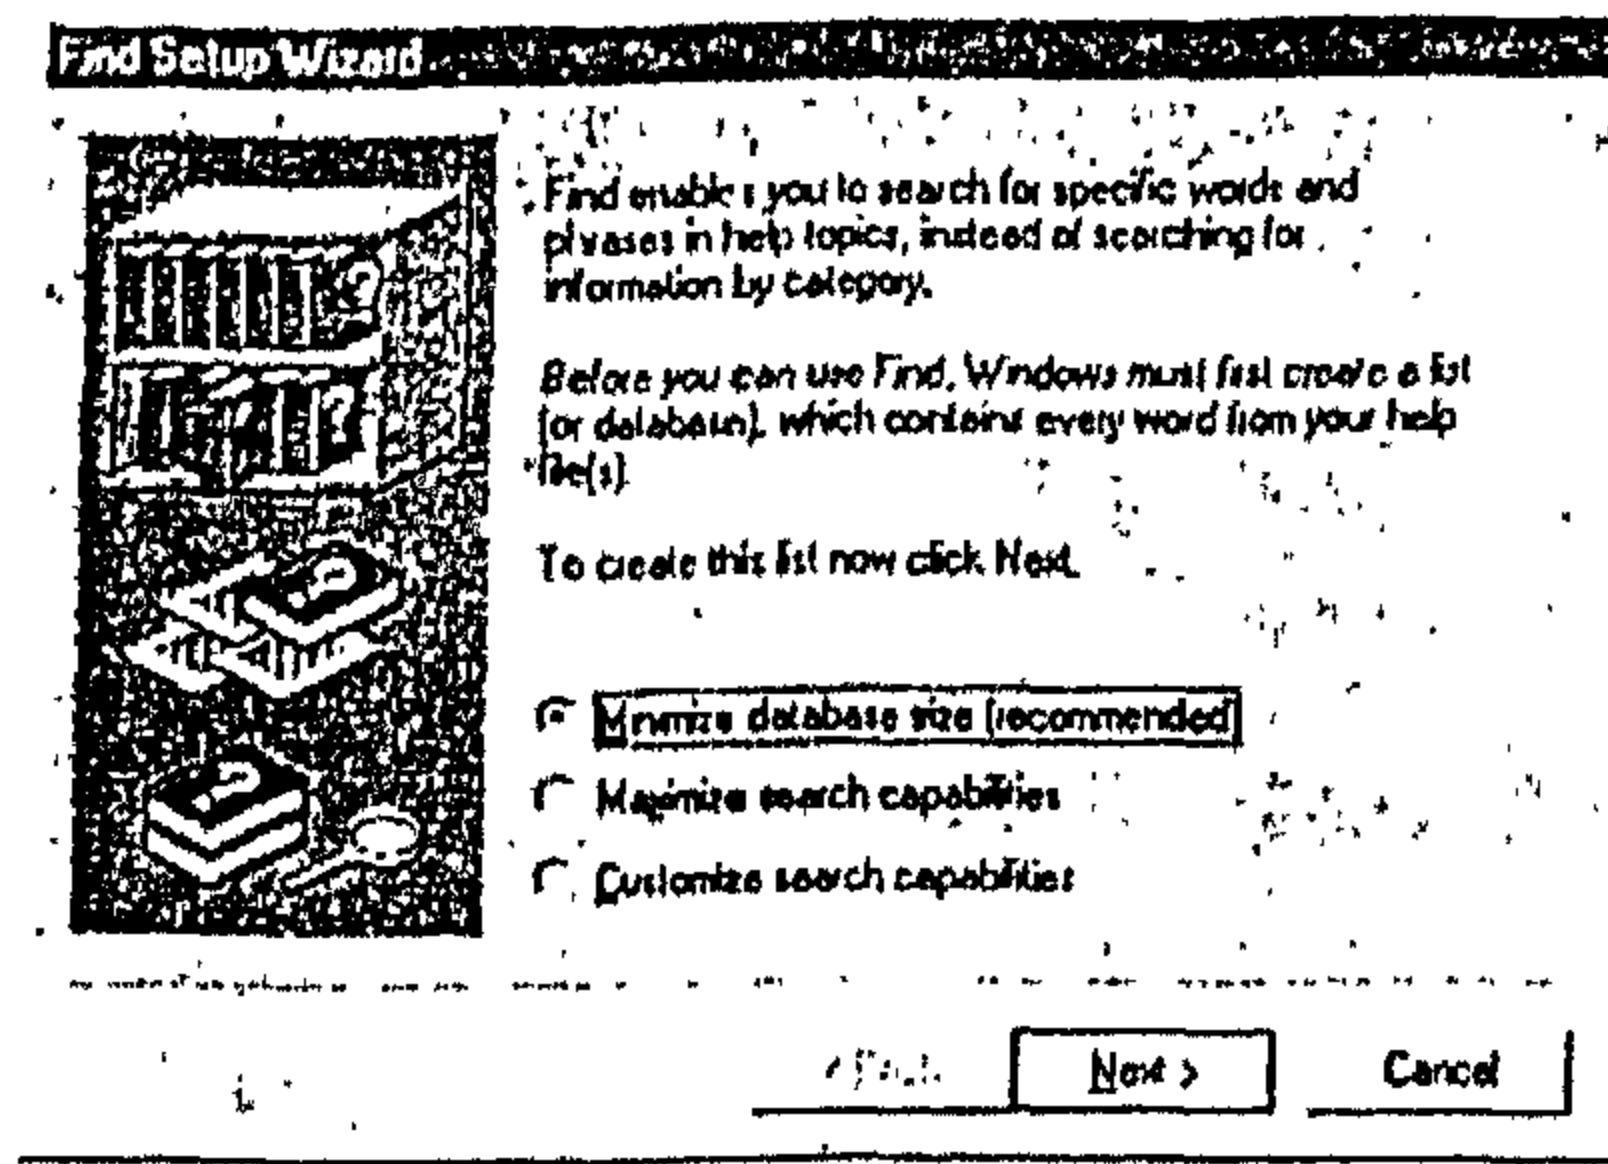 Find Setup Wizard
Find enables you to search for specific words and
phrases in help topics, instead of searching for
information by category.
Before you can use Find, Windows must first create a list
(or database), which contains every word from your help
file(s).
To create this list now click Next.
Minimize database size (recommended)
Maximize search capabilities
Customize search capabilities
Next >
Cancel